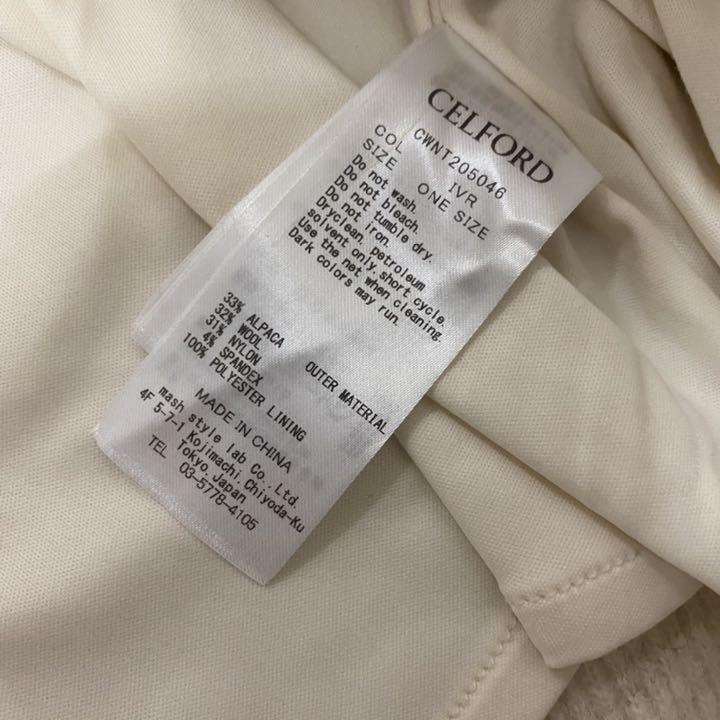 CELFORD
CWNT205046
COL IVR
SIZE ONE SIZE
Do not wash.
Do not bleach.
Do not tumble dry.
Do not iron.
Dryclean, petroleum
solvent only,short cycle.
Use the net when cleaning.
Dark colors may run.
33% ALPACA
32% WOOL
31% NYLON
4% SPANDEX OUTER MATERIAL
100% POLYESTER LINING
MADE IN CHINA
mash style lab Co.,Ltd.
4F 5-7-1 Kojimachi,Chiyoda-Ku
Tokyo,Japan
TEL 03-5778-4105